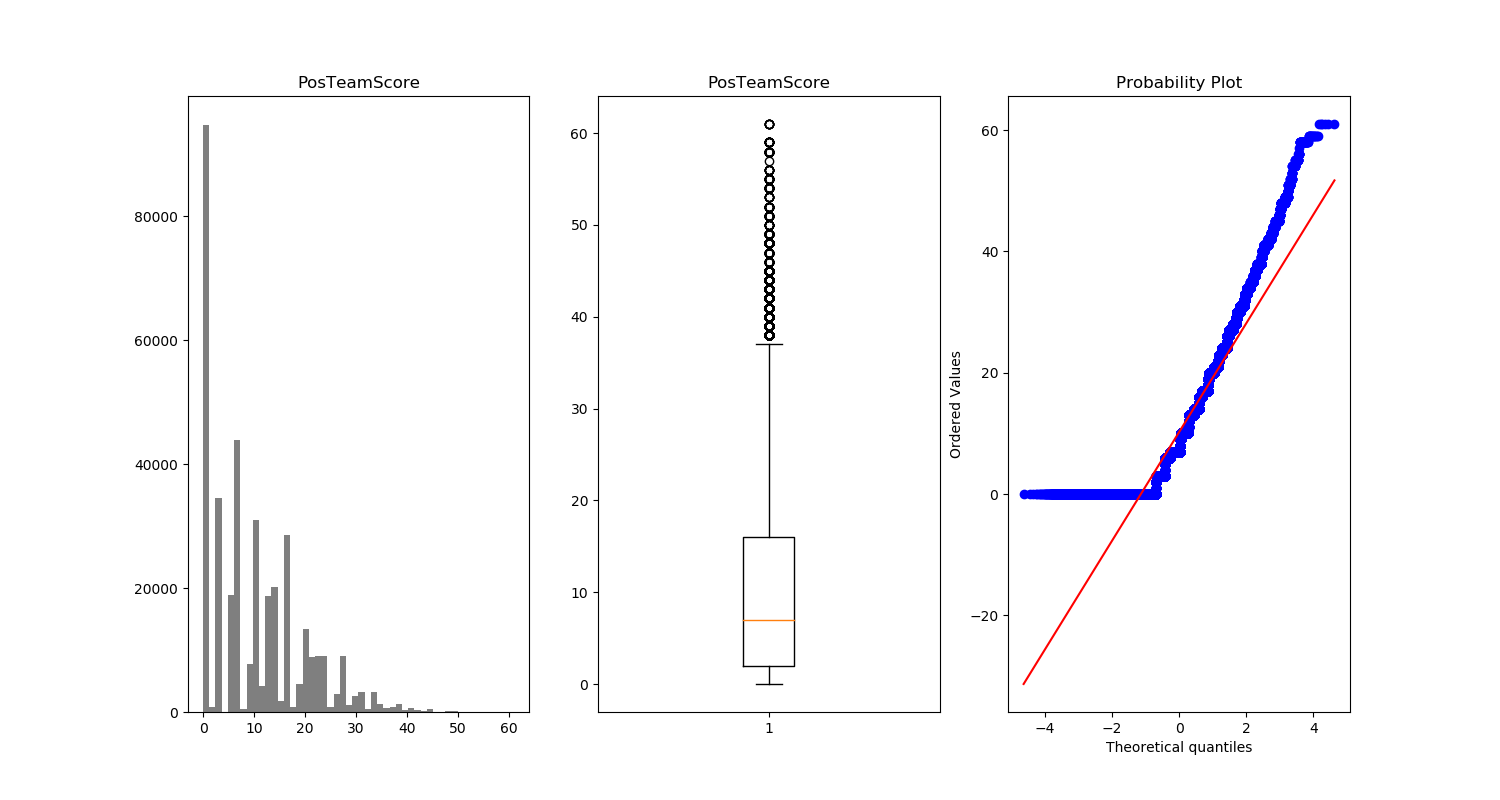 PosTeamScore
80000
60000
40000
20000
0
0 10 20 30 40 50 60
PosTeamScore
60
50
40
30
20
10
0
1
Probability Plot
Ordered Values
60
40
20
0
−20
−4 −2 0 2 4
Theoretical quantiles